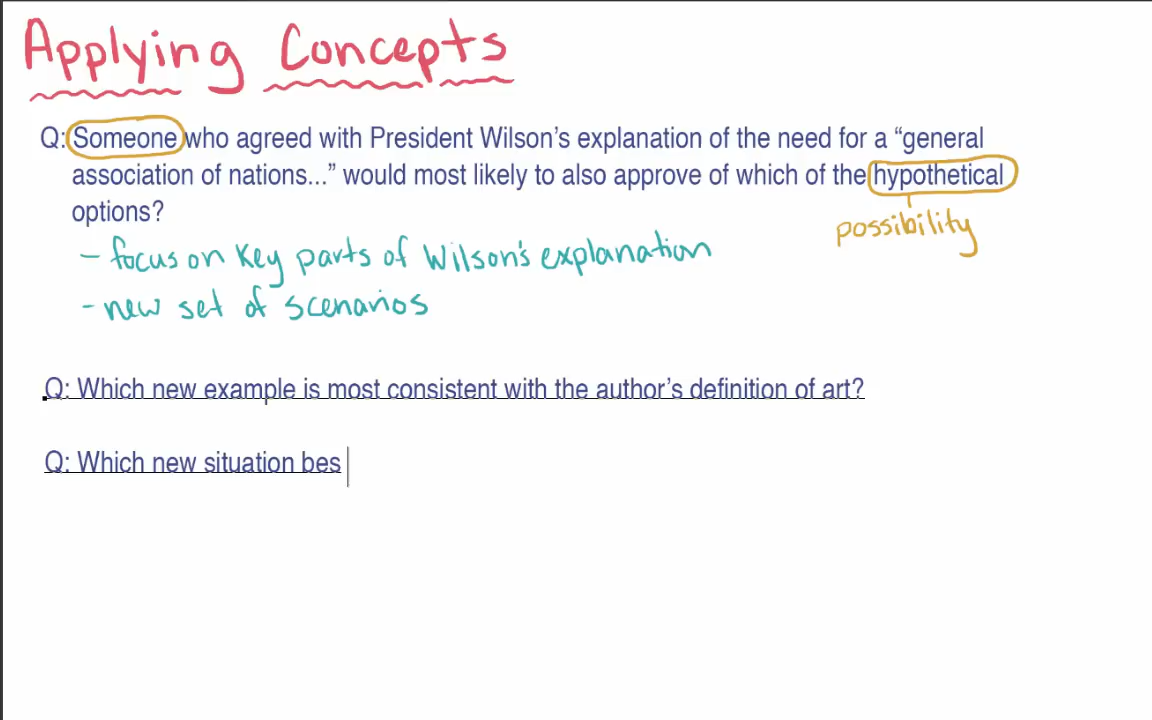 Applying Concepts
Q: Someone who agreed with President Wilson's explanation of the need for a “general
association of nations...” would most likely to also approve of which of the hypothetical
options?
possibility
- focus on key parts of Wilson's explanation
- new set of scenarios
Q: Which new example is most consistent with the author's definition of art?
Q: Which new situation bes